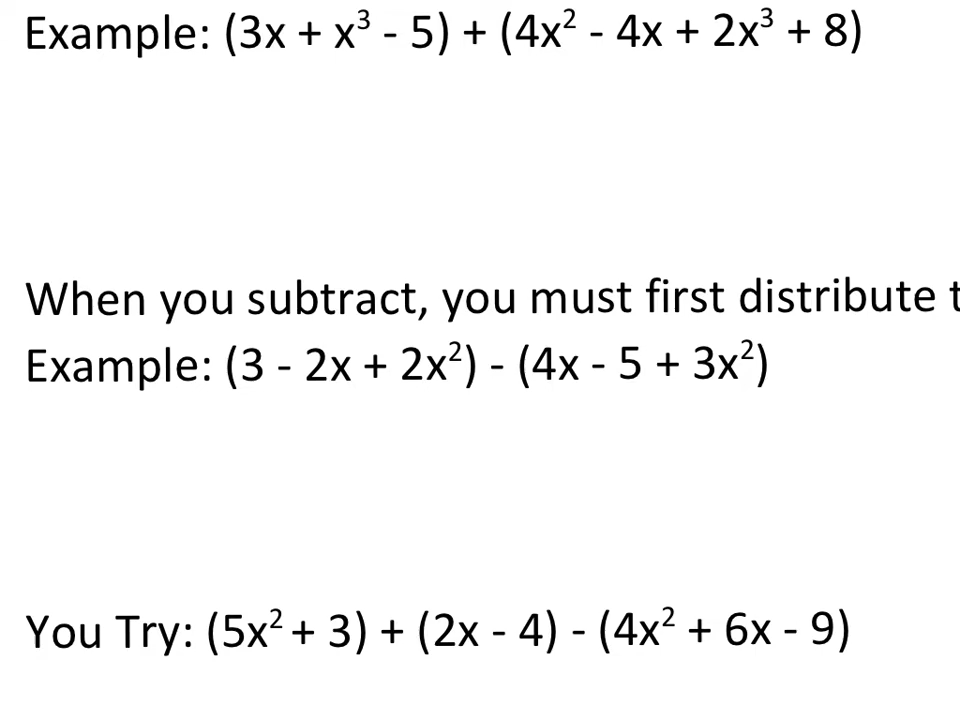 Example: (3x + x³ - 5) + (4x² - 4x + 2x³ + 8)
When you subtract, you must first distribute t
Example: (3 - 2x + 2x²) - (4x - 5 + 3x²)
You Try: (5x² + 3) + (2x - 4) - (4x² + 6x - 9)